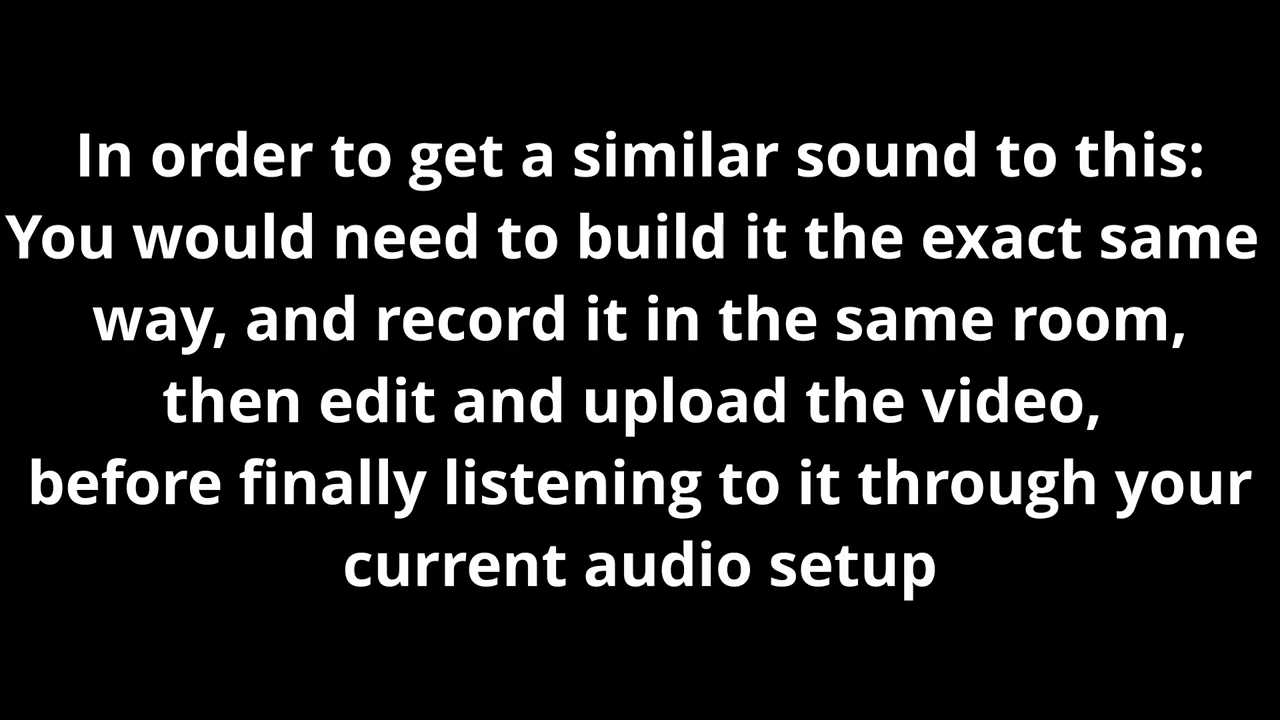 In order to get a similar sound to this:
You would need to build it the exact same
way, and record it in the same room,
then edit and upload the video,
before finally listening to it through your
current audio setup